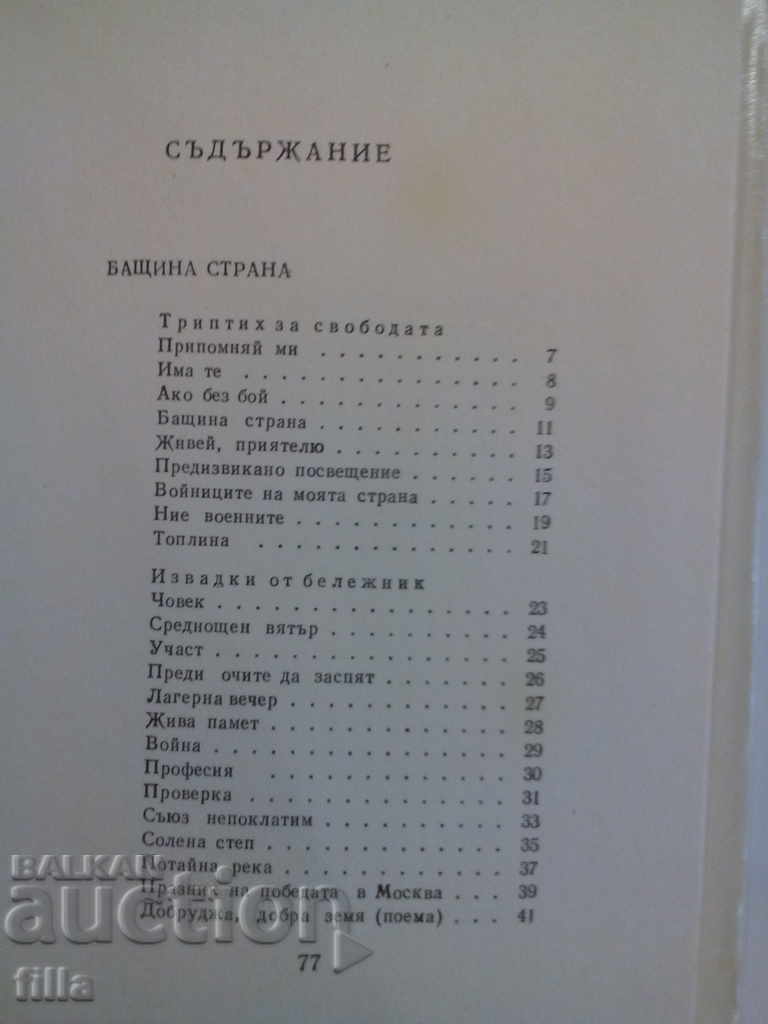 СЪДЪРЖАНИЕ
БАЩИНА СТРАНА
Триптих за свободата
Припомняй ми . . . . . . . . . . . 7
Има те . . . . . . . . . . . . . . . 8
Ако без бой . . . . . . . . . . . . 9
Бащина страна . . . . . . . . . . . 11
Живей, приятелю . . . . . . . . . . 13
Предизвикано посвещение . . . . . . 15
Войниците на моята страна . . . . . 17
Ние военните . . . . . . . . . . . . 19
Топлина . . . . . . . . . . . . . . 21
Извадки от бележник
Човек . . . . . . . . . . . . . . . 23
Среднощен вятър . . . . . . . . . . 24
Участ . . . . . . . . . . . . . . . 25
Преди очите да заспят . . . . . . . 26
Лагерна вечер . . . . . . . . . . . 27
Жива памет . . . . . . . . . . . . . 28
Война . . . . . . . . . . . . . . . 29
Професия . . . . . . . . . . . . . 30
Проверка . . . . . . . . . . . . . . 31
Съюз непоклатим . . . . . . . . . . 33
Солена степ . . . . . . . . . . . . 35
Потайна река . . . . . . . . . . . . 37
Празник на победата в Москва . . . 39
Добруджа, добра земя (поема) . . . 41
77
BALKAN
auction
filla